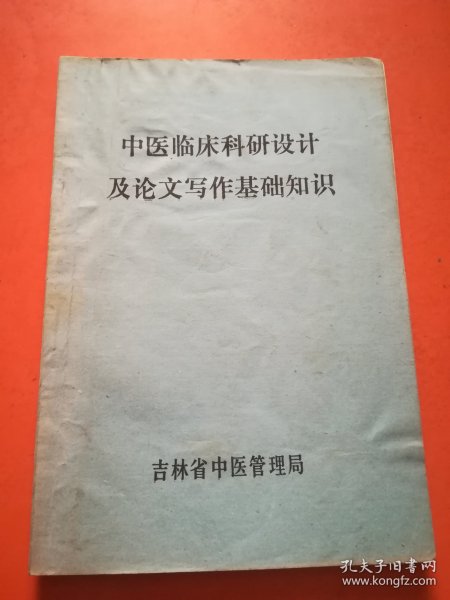 中医临床科研设计
及论文写作基础知识
吉林省中医管理局
孔夫子旧书网
www.kongfz.com